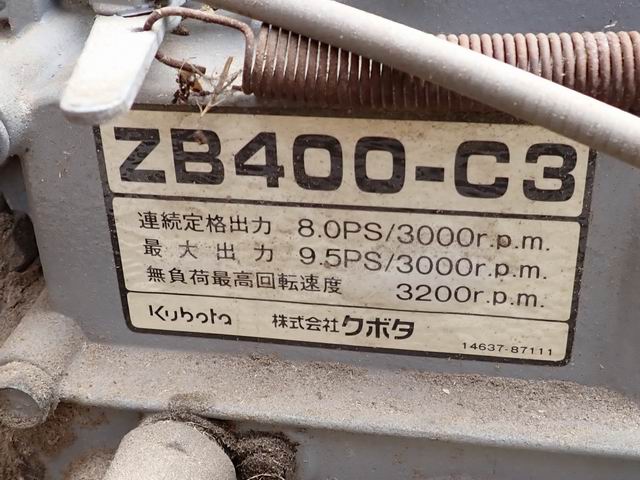 ZB400-C3
連続定格出力 8.0PS/3000r.p.m.
最大出力 9.5PS/3000r.p.m.
無負荷最高回転速度 3200r.p.m.
Kubota 株式会社クボタ
14637-87111